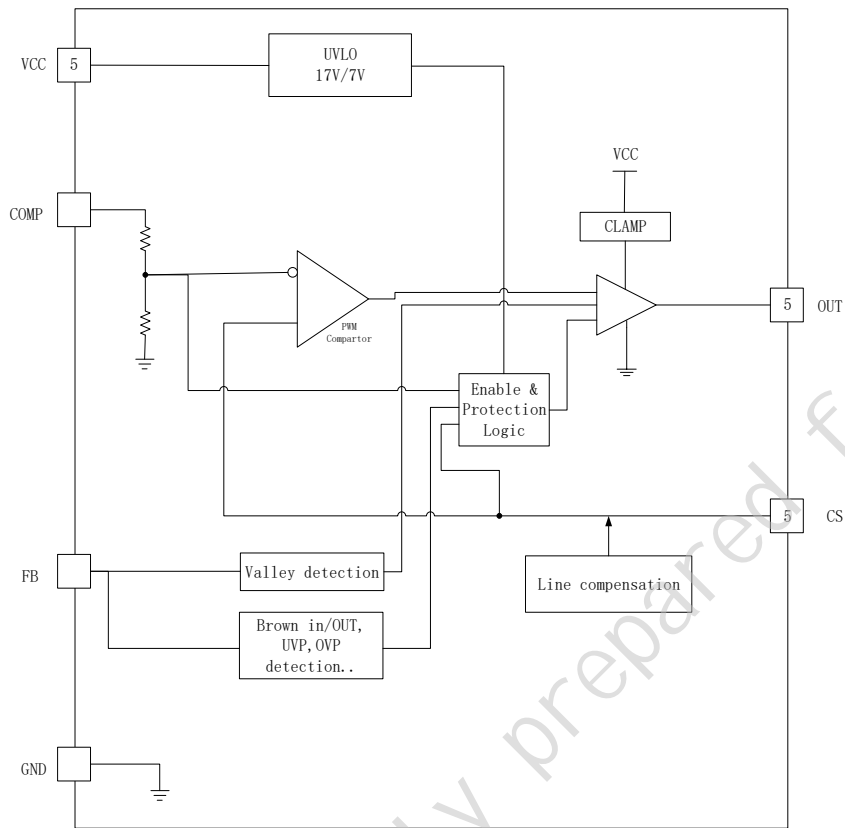 VCC
5
UVLO
17V/7V
VCC
COMP
CLAMP
PWM
Compartor
5
OUT
Enable &
Protection
Logic
5
CS
FB
Valley detection
Line compensation
Brown in/OUT,
UVP,OVP
detection..
GND
prepared f